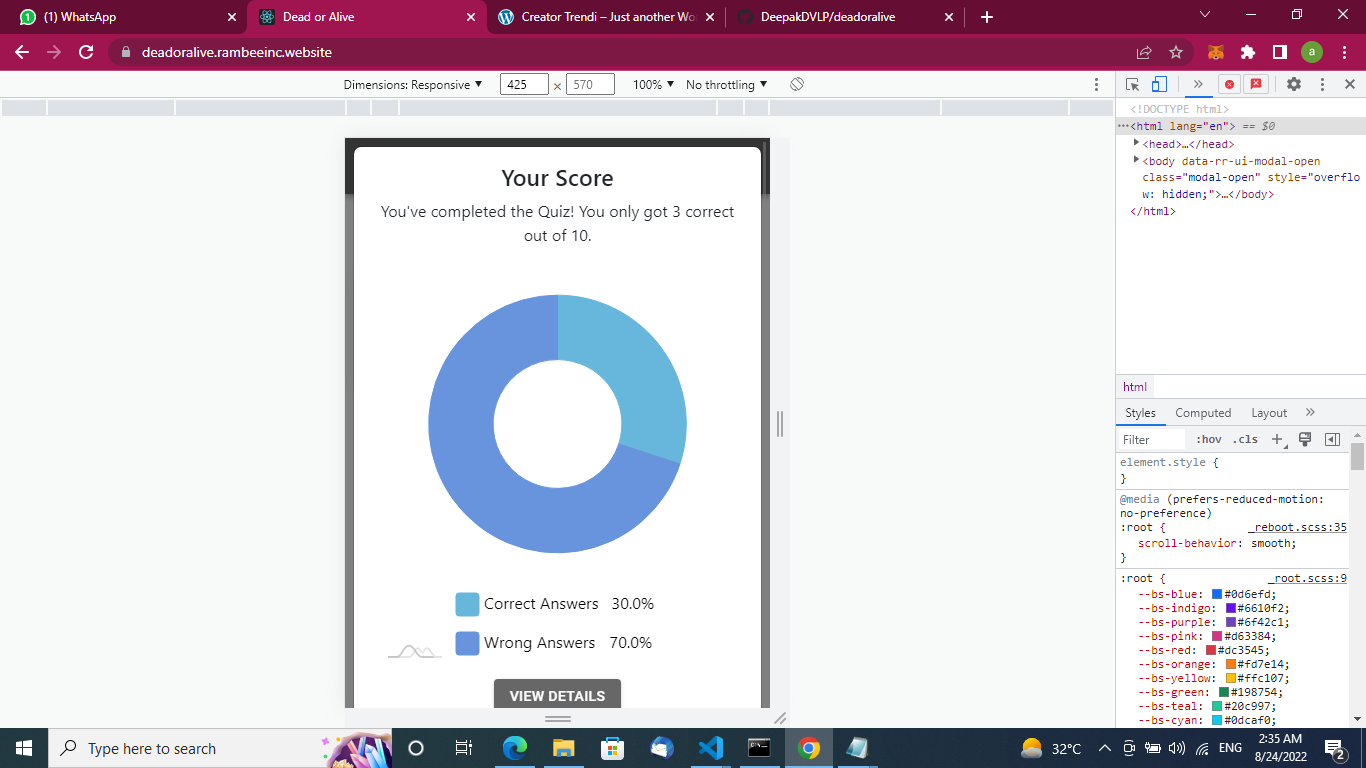 (1) WhatsApp
Dead or Alive
Creator Trendi – Just another Wo
DeepakDVLP/deadoralive
deadoralive.rambeeinc.website
a
Dimensions: Responsive
425
×
570
100%
No throttling
<!DOCTYPE html>
<html lang="en"> == $0
<head>…</head>
<body data-rr-ui-modal-open
class="modal-open" style="overflo
w: hidden;">…</body>
</html>
Your Score
You've completed the Quiz! You only got 3 correct
out of 10.
Correct Answers 30.0%
Wrong Answers 70.0%
VIEW DETAILS
html
Styles
Computed
Layout
Filter
:hov
.cls
element.style {
}
@media (prefers-reduced-motion:
no-preference)
:root {
_reboot.scss:35
scroll-behavior: smooth;
}
:root {
_root.scss:9
--bs-blue: #0d6efd;
--bs-indigo: #6610f2;
--bs-purple: #6f42c1;
--bs-pink: #d63384;
--bs-red: #dc3545;
--bs-orange: #fd7e14;
--bs-yellow: #ffc107;
--bs-green: #198754;
--bs-teal: #20c997;
--bs-cyan: #0dcaf0;
Type here to search
32°C
ENG
2:35 AM
8/24/2022
2